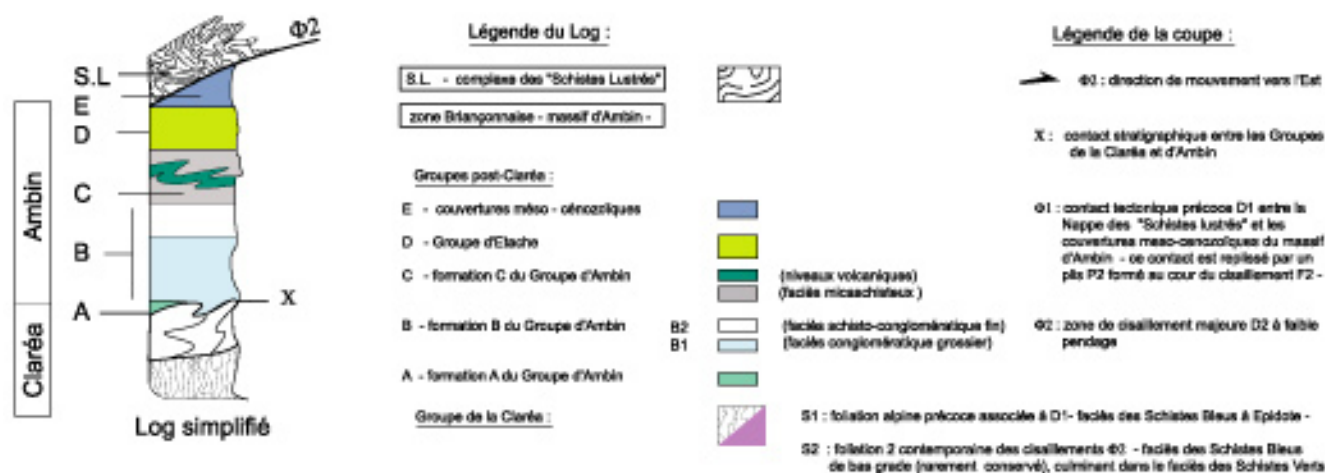 Φ2
S.L
E
D
C
B
A
X
Ambin
Claréa
Log simplifié
Légende du Log :
S.L. - complexe des "Schistes Lustrés"
zone Briançonnaise - massif d'Ambin -
Groupes post-Claréa :
E - couvertures méso - cénozoïques
D - Groupe d'Etache
C - formation C du Groupe d'Ambin
(niveaux volcaniques)
(faciès micaschisteux )
B - formation B du Groupe d'Ambin
B2 (faciès schisto-conglomératique fin)
B1 (faciès conglomératique grossier)
A - formation A du Groupe d'Ambin
Groupe de la Claréa :
Légende de la coupe :
Φ2 : direction de mouvement vers l'Est
X : contact stratigraphique entre les Groupes
de la Claréa et d'Ambin
Φ1 : contact tectonique précoce D1 entre la
Nappe des "Schistes lustrés" et les
couvertures meso-cenozoïques du massif
d'Ambin - ce contact est replissé par un
plis P2 formé au cour du cisaillement F2 -
Φ2 : zone de cisaillement majeure D2 à faible
pendage
S1 : foliation alpine précoce associée à D1- faciès des Schistes Bleus à Epidote -
S2 : foliation 2 contemporaine des cisaillements Φ2 - faciès des Schistes Bleus
de bas grade (rarement conservé), culminant dans le faciès des Schistes Verts